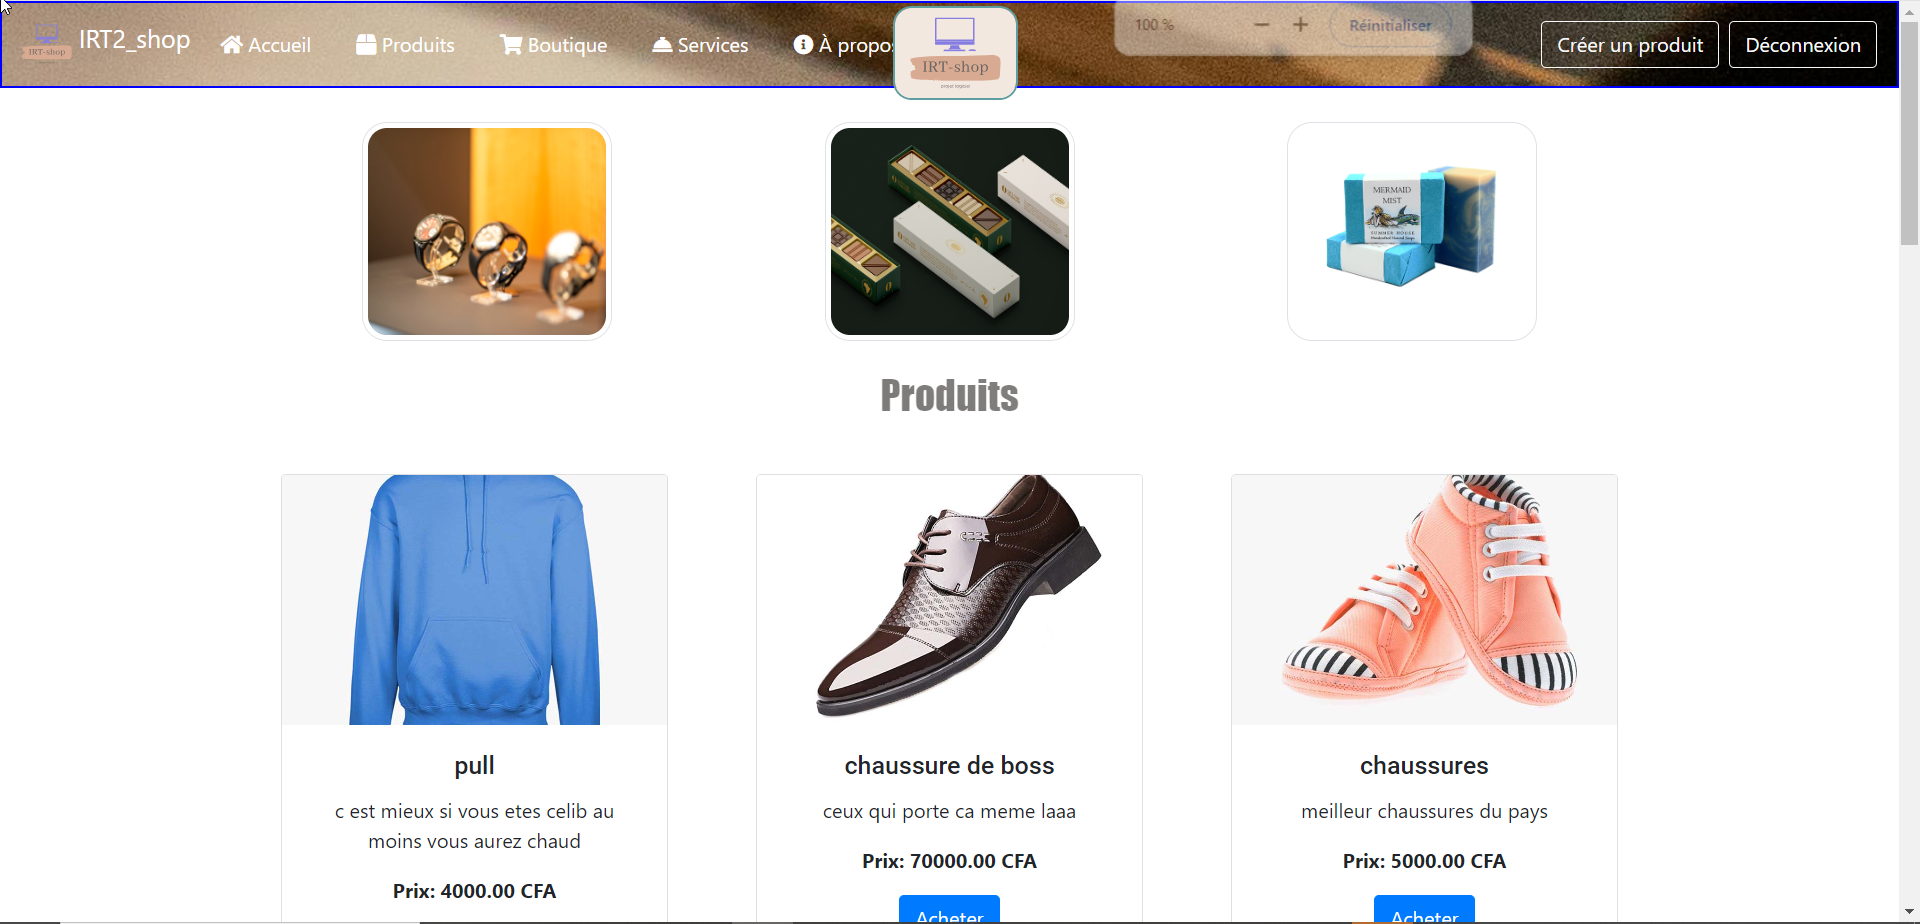 IRT-shop
IRT2_shop
Accueil
Produits
Boutique
Services
À propos
IRT-shop
100 %
Réinitialiser
Créer un produit
Déconnexion
MERMAID
MIST
SUMMER HOUSE
Produits
pull
c est mieux si vous etes celib au
moins vous aurez chaud
Prix: 4000.00 CFA
chaussure de boss
ceux qui porte ca meme laaa
Prix: 70000.00 CFA
Acheter
chaussures
meilleur chaussures du pays
Prix: 5000.00 CFA
Acheter